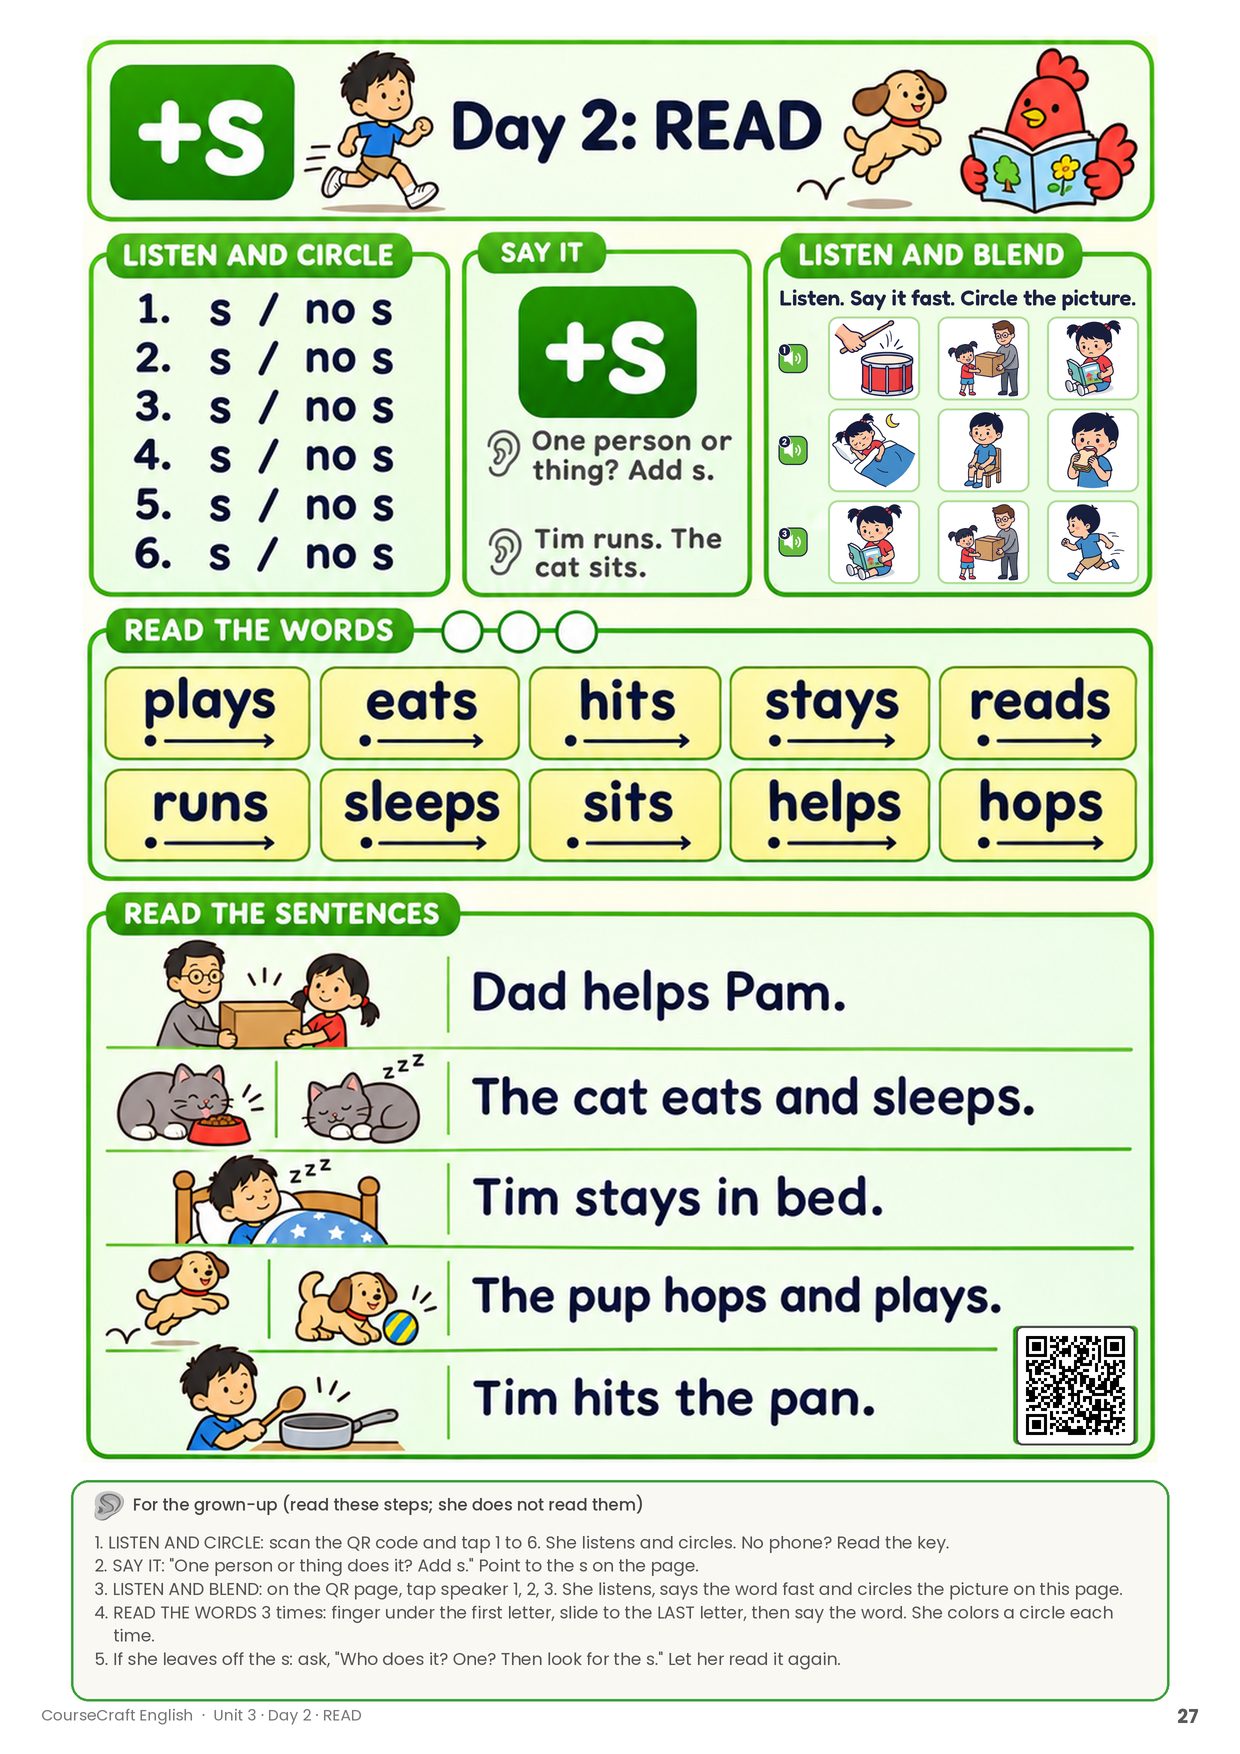 +s
Day 2: READ
LISTEN AND CIRCLE
1. s / no s
2. s / no s
3. s / no s
4. s / no s
5. s / no s
6. s / no s
SAY IT
+s
One person or
thing? Add s.
Tim runs. The
cat sits.
LISTEN AND BLEND
Listen. Say it fast. Circle the picture.
1
2
3
READ THE WORDS
plays eats hits stays reads
runs sleeps sits helps hops
READ THE SENTENCES
Dad helps Pam.
zzz
The cat eats and sleeps.
zzz
Tim stays in bed.
The pup hops and plays.
Tim hits the pan.
For the grown-up (read these steps; she does not read them)
1. LISTEN AND CIRCLE: scan the QR code and tap 1 to 6. She listens and circles. No phone? Read the key.
2. SAY IT: "One person or thing does it? Add s." Point to the s on the page.
3. LISTEN AND BLEND: on the QR page, tap speaker 1, 2, 3. She listens, says the word fast and circles the picture on this page.
4. READ THE WORDS 3 times: finger under the first letter, slide to the LAST letter, then say the word. She colors a circle each
time.
5. If she leaves off the s: ask, "Who does it? One? Then look for the s." Let her read it again.
CourseCraft English · Unit 3 · Day 2 · READ
27